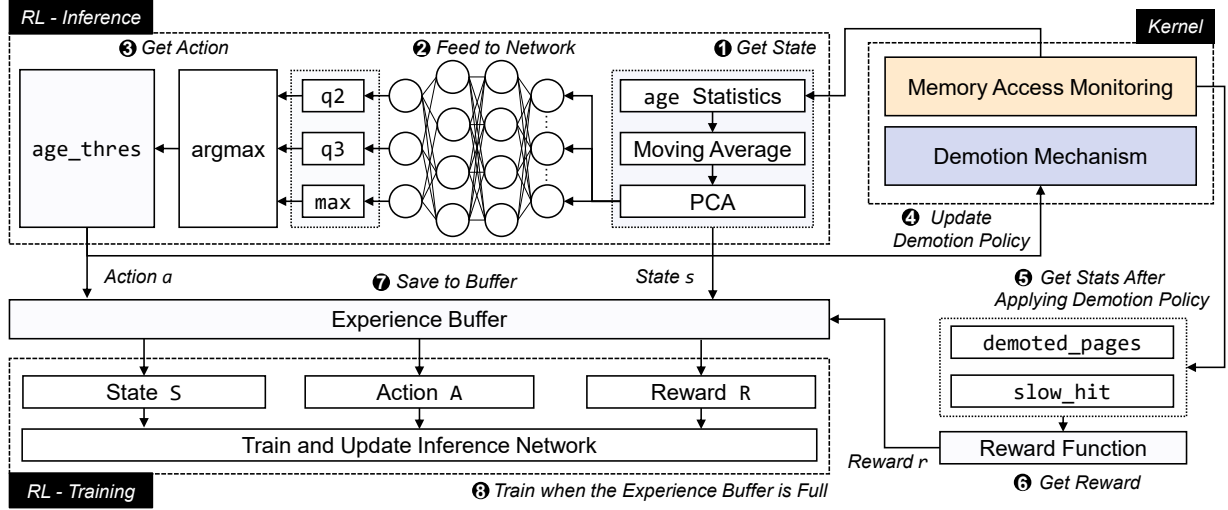 RL - Inference
Kernel
❸ Get Action
❷ Feed to Network
❶ Get State
age_thres
argmax
q2
q3
max
age Statistics
Moving Average
PCA
Memory Access Monitoring
Demotion Mechanism
❹ Update
Demotion Policy
Action a
❼ Save to Buffer
State s
❺ Get Stats After
Applying Demotion Policy
Experience Buffer
demoted_pages
slow_hit
State S
Action A
Reward R
Train and Update Inference Network
Reward r
Reward Function
RL - Training
❽ Train when the Experience Buffer is Full
❻ Get Reward